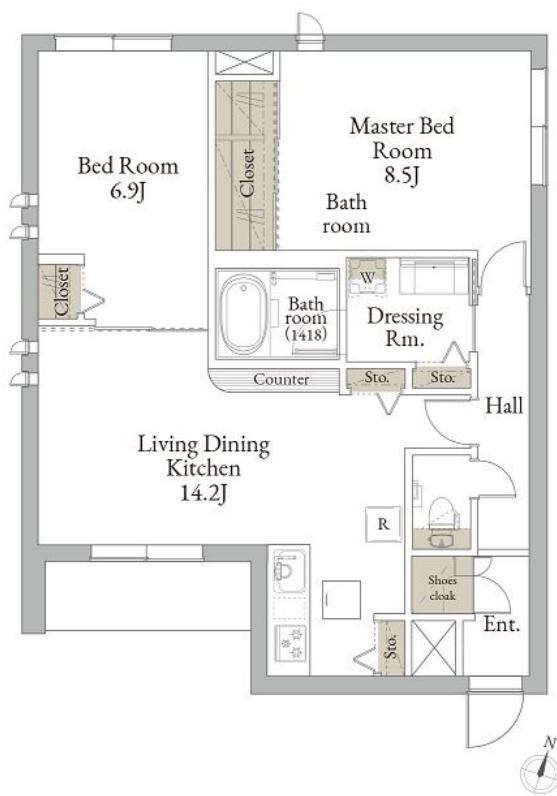 Master Bed
Room
8.5J
Bed Room
6.9J
Closet
Bath
room
Closet
W
Bath
room
(1418)
Dressing
Rm.
Counter
Sto.
Sto.
Hall
Living Dining
Kitchen
14.2J
R
Shoes
cloak
Ent.
Sto.
N